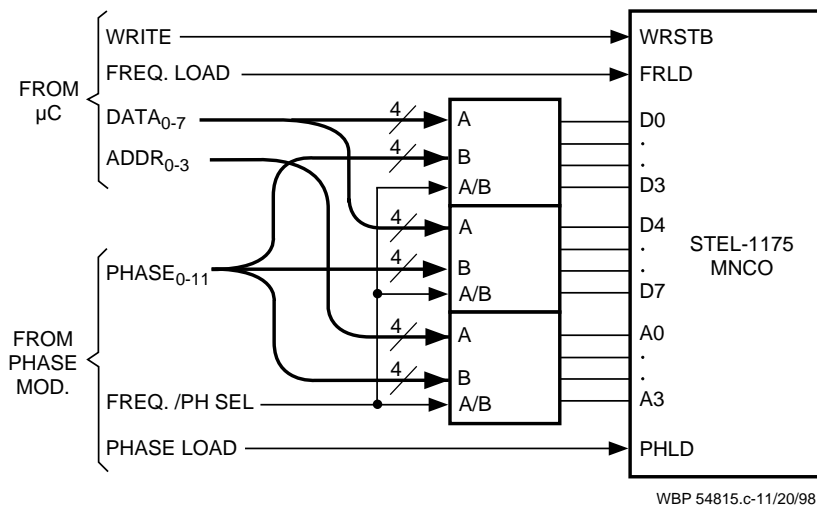 WRITE
WRSTB
FREQ. LOAD
FRLD
FROM
µC
DATA0-7
4
A
D0
.
ADDR0-3
4
B
.
A/B
D3
4
A
D4
.
STEL-1175
MNCO
PHASE0-11
4
B
.
A/B
D7
4
A
A0
.
FROM
PHASE
MOD.
4
B
.
FREQ. /PH SEL
A/B
A3
PHASE LOAD
PHLD
WBP 54815.c-11/20/98